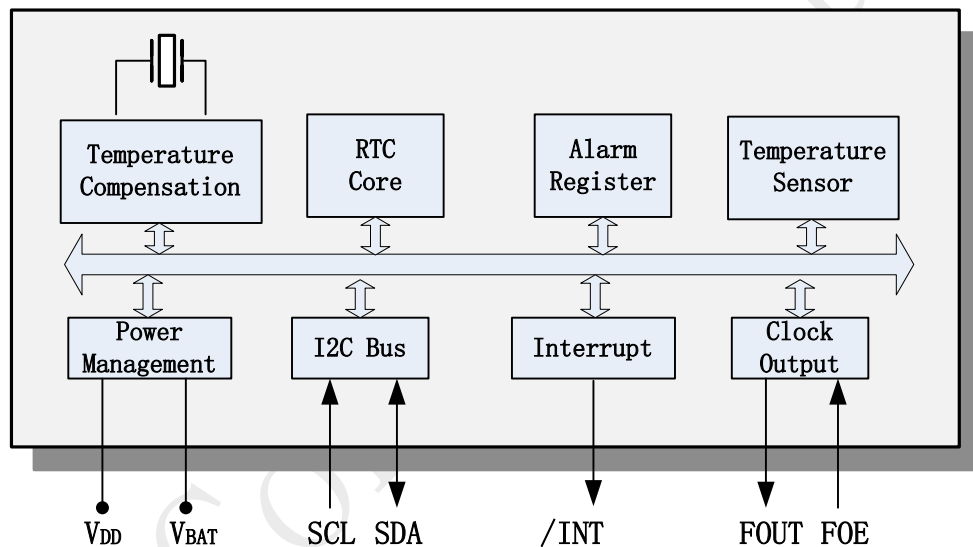 Temperature
Compensation
RTC
Core
Alarm
Register
Temperature
Sensor
Power
Management
I2C Bus
Interrupt
Clock
Output
VDD
VBAT
SCL SDA
/INT
FOUT FOE